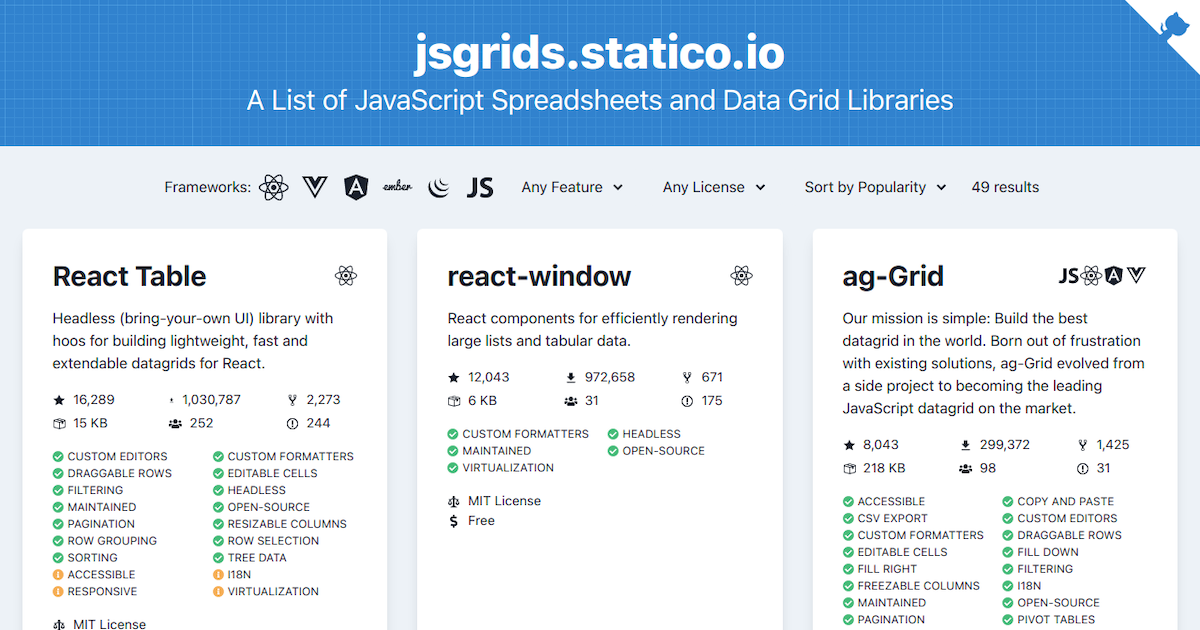 jsgrids.statico.io
A List of JavaScript Spreadsheets and Data Grid Libraries
Frameworks: ember JS Any Feature Any License Sort by Popularity 49 results
React Table
Headless (bring-your-own UI) library with
hoos for building lightweight, fast and
extendable datagrids for React.
16,289 1,030,787 2,273
15 KB 252 244
CUSTOM EDITORS CUSTOM FORMATTERS
DRAGGABLE ROWS EDITABLE CELLS
FILTERING HEADLESS
MAINTAINED OPEN-SOURCE
PAGINATION RESIZABLE COLUMNS
ROW GROUPING ROW SELECTION
SORTING TREE DATA
ACCESSIBLE I18N
RESPONSIVE VIRTUALIZATION
MIT License
react-window
React components for efficiently rendering
large lists and tabular data.
12,043 972,658 671
6 KB 31 175
CUSTOM FORMATTERS HEADLESS
MAINTAINED OPEN-SOURCE
VIRTUALIZATION
MIT License
$ Free
ag-Grid JS
Our mission is simple: Build the best
datagrid in the world. Born out of frustration
with existing solutions, ag-Grid evolved from
a side project to becoming the leading
JavaScript datagrid on the market.
8,043 299,372 1,425
218 KB 98 31
ACCESSIBLE COPY AND PASTE
CSV EXPORT CUSTOM EDITORS
CUSTOM FORMATTERS DRAGGABLE ROWS
EDITABLE CELLS FILL DOWN
FILL RIGHT FILTERING
FREEZABLE COLUMNS I18N
MAINTAINED OPEN-SOURCE
PAGINATION PIVOT TABLES